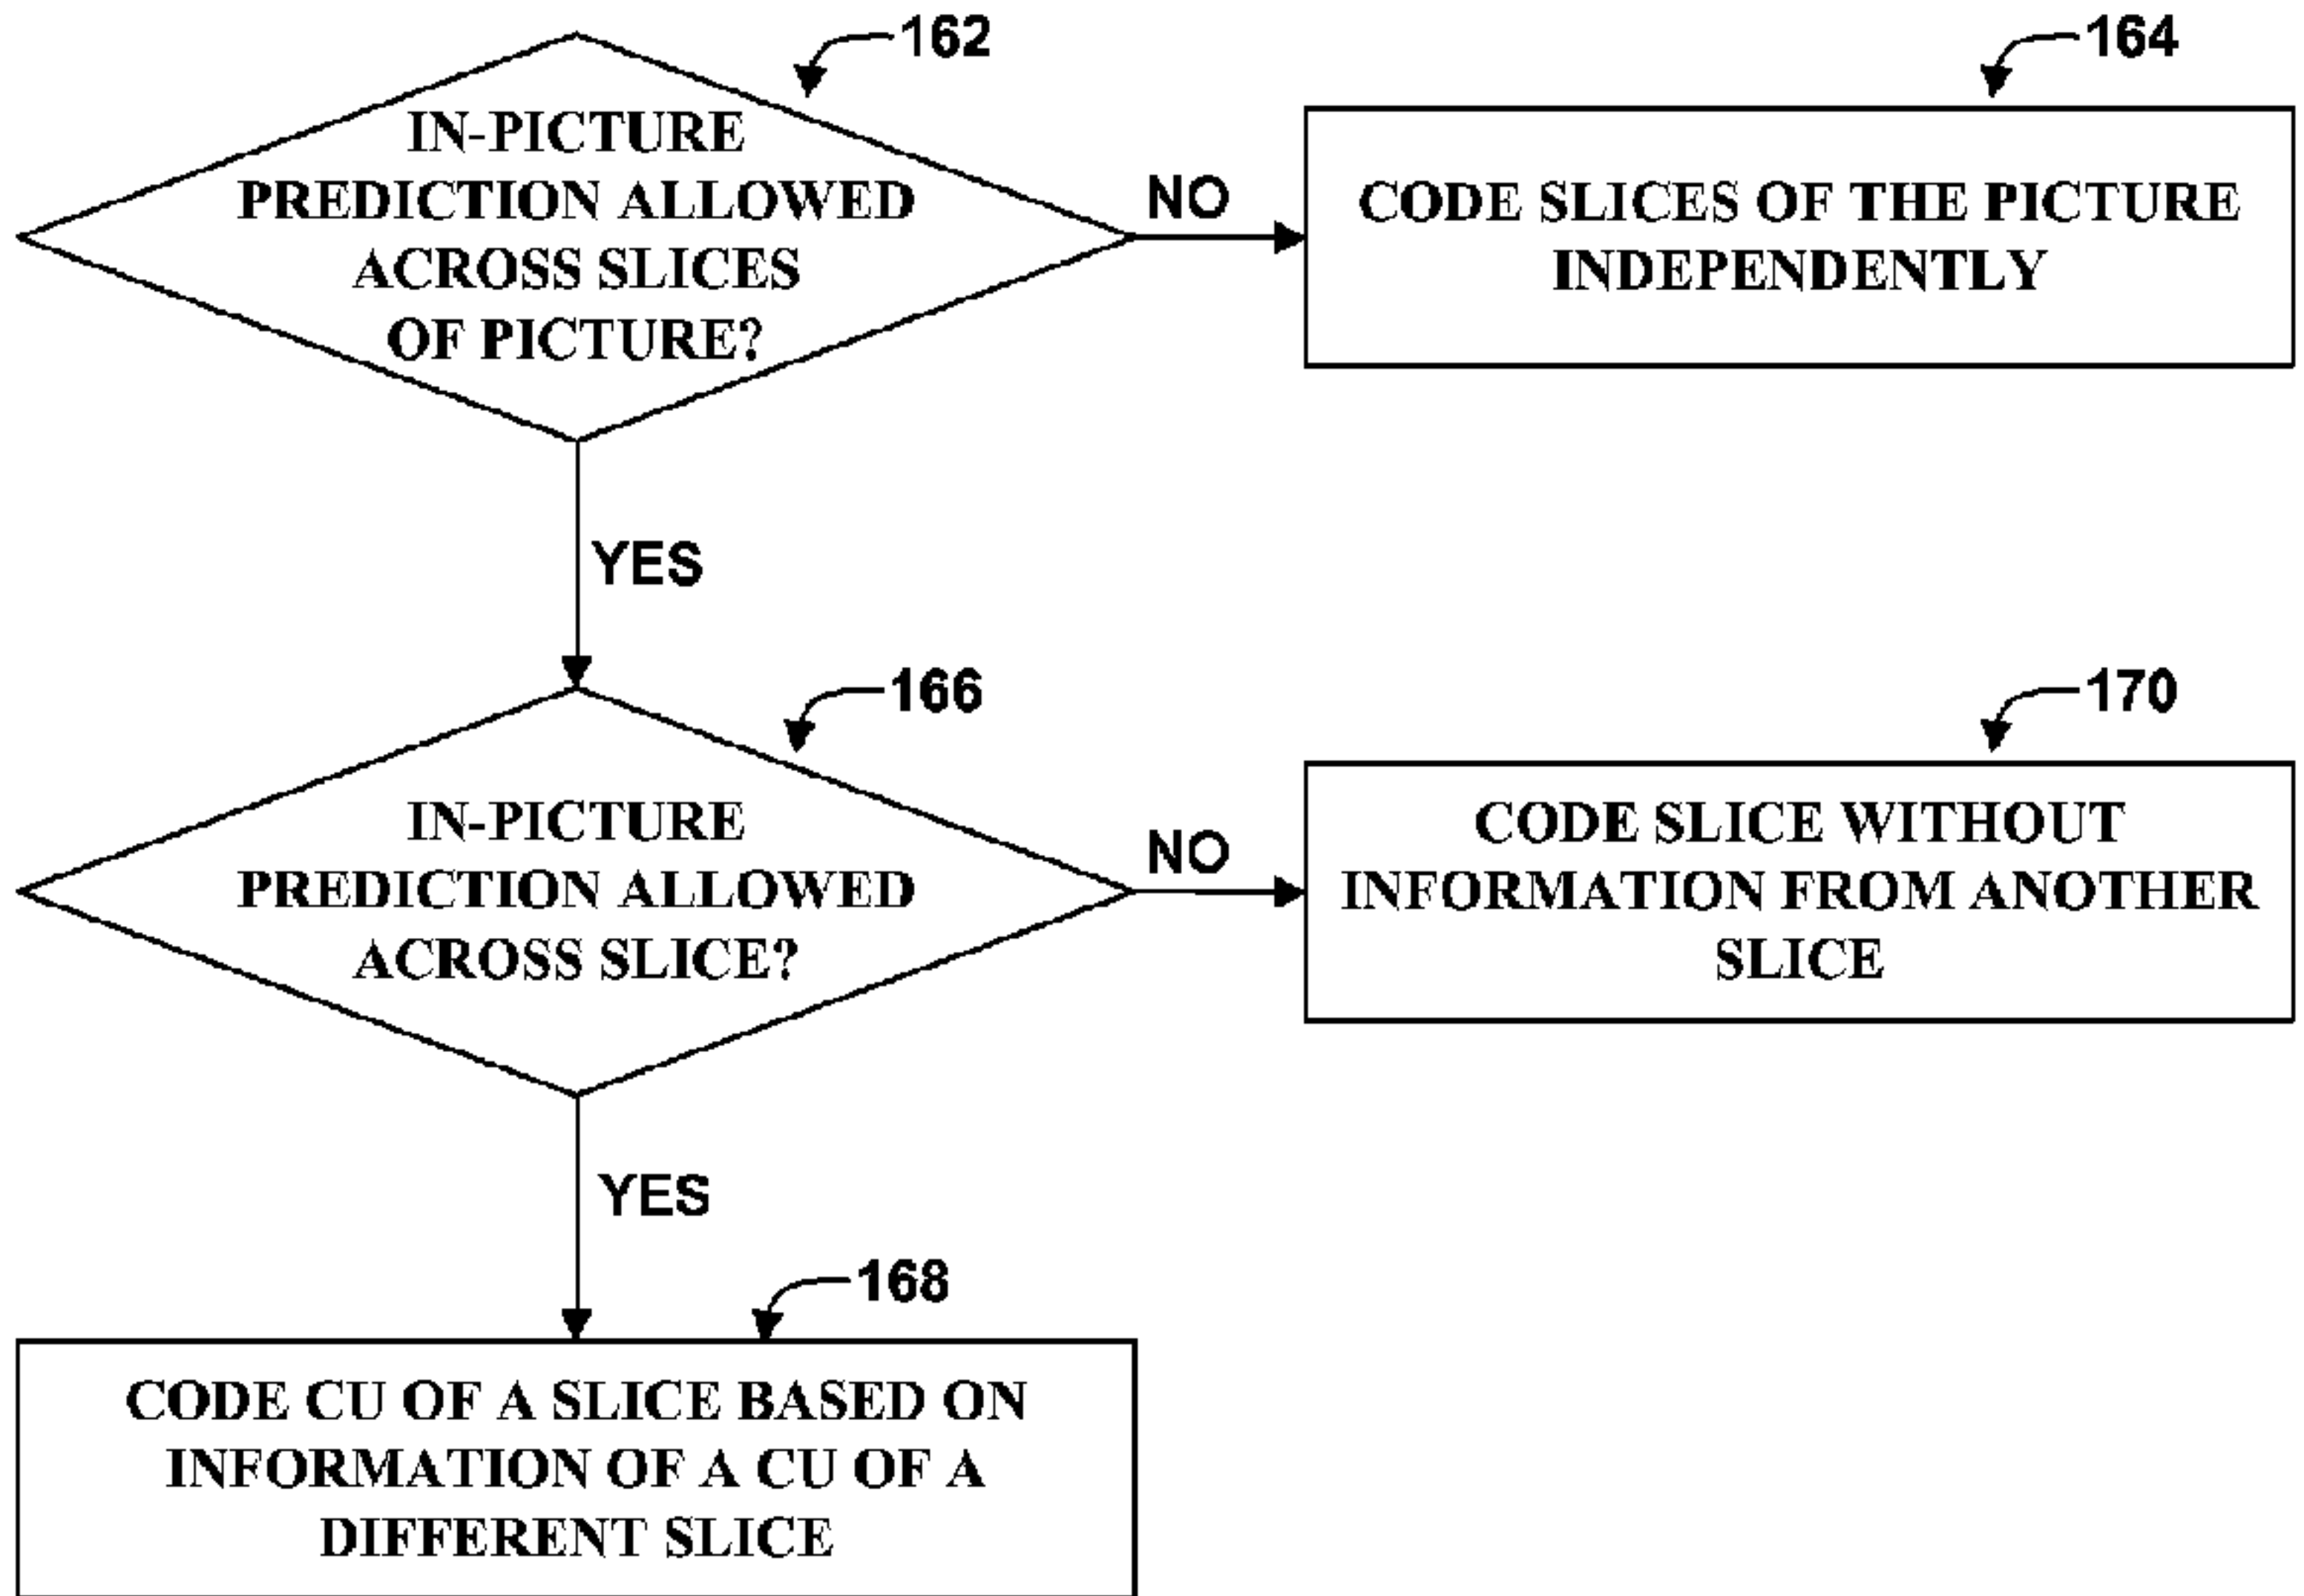 162
IN-PICTURE
PREDICTION ALLOWED
ACROSS SLICES
OF PICTURE?
NO
164
CODE SLICES OF THE PICTURE
INDEPENDENTLY
YES
166
IN-PICTURE
PREDICTION ALLOWED
ACROSS SLICE?
NO
170
CODE SLICE WITHOUT
INFORMATION FROM ANOTHER
SLICE
YES
168
CODE CU OF A SLICE BASED ON
INFORMATION OF A CU OF A
DIFFERENT SLICE